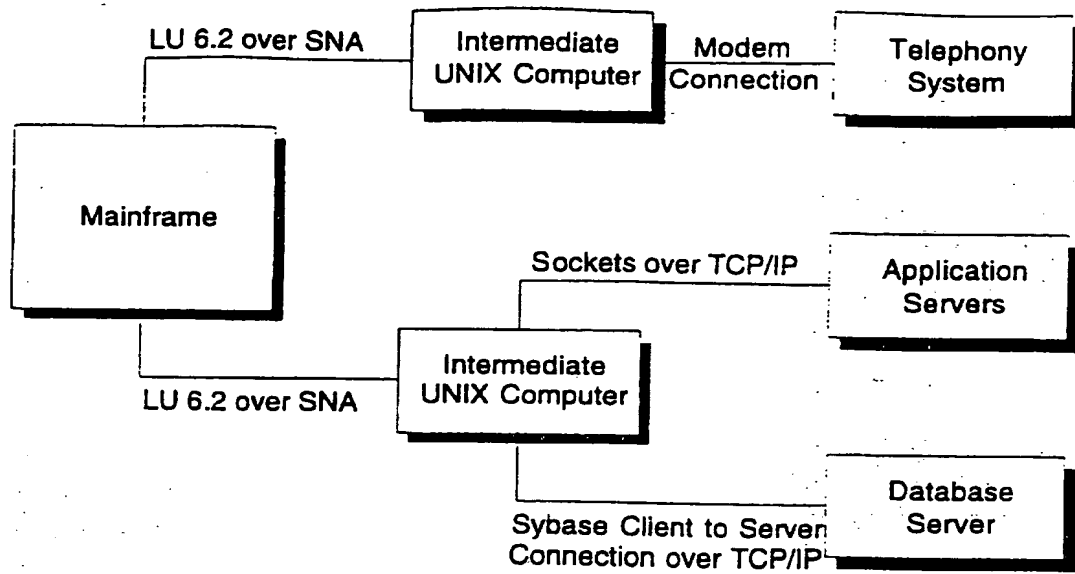 LU 6.2 over SNA
Intermediate
UNIX Computer
Modem
Connection
Telephony
System
Mainframe
Sockets over TCP/IP
Application
Servers
Intermediate
UNIX Computer
LU 6.2 over SNA
Database
Server
Sybase Client to Server
Connection over TCP/IP